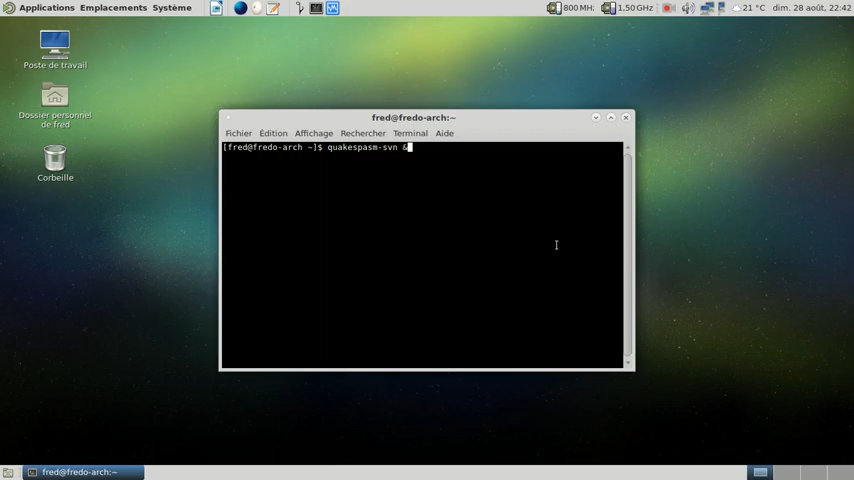 Applications Emplacements Système
800 MH:
1,50 GHz
21 °C
dim. 28 août, 22:42
Poste de travail
Dossier personnel
de fred
Corbeille
fred@fredo-arch:~
Fichier Édition Affichage Rechercher Terminal Aide
[fred@fredo-arch ~]$ quakespasm-svn &
fred@fredo-arch:~